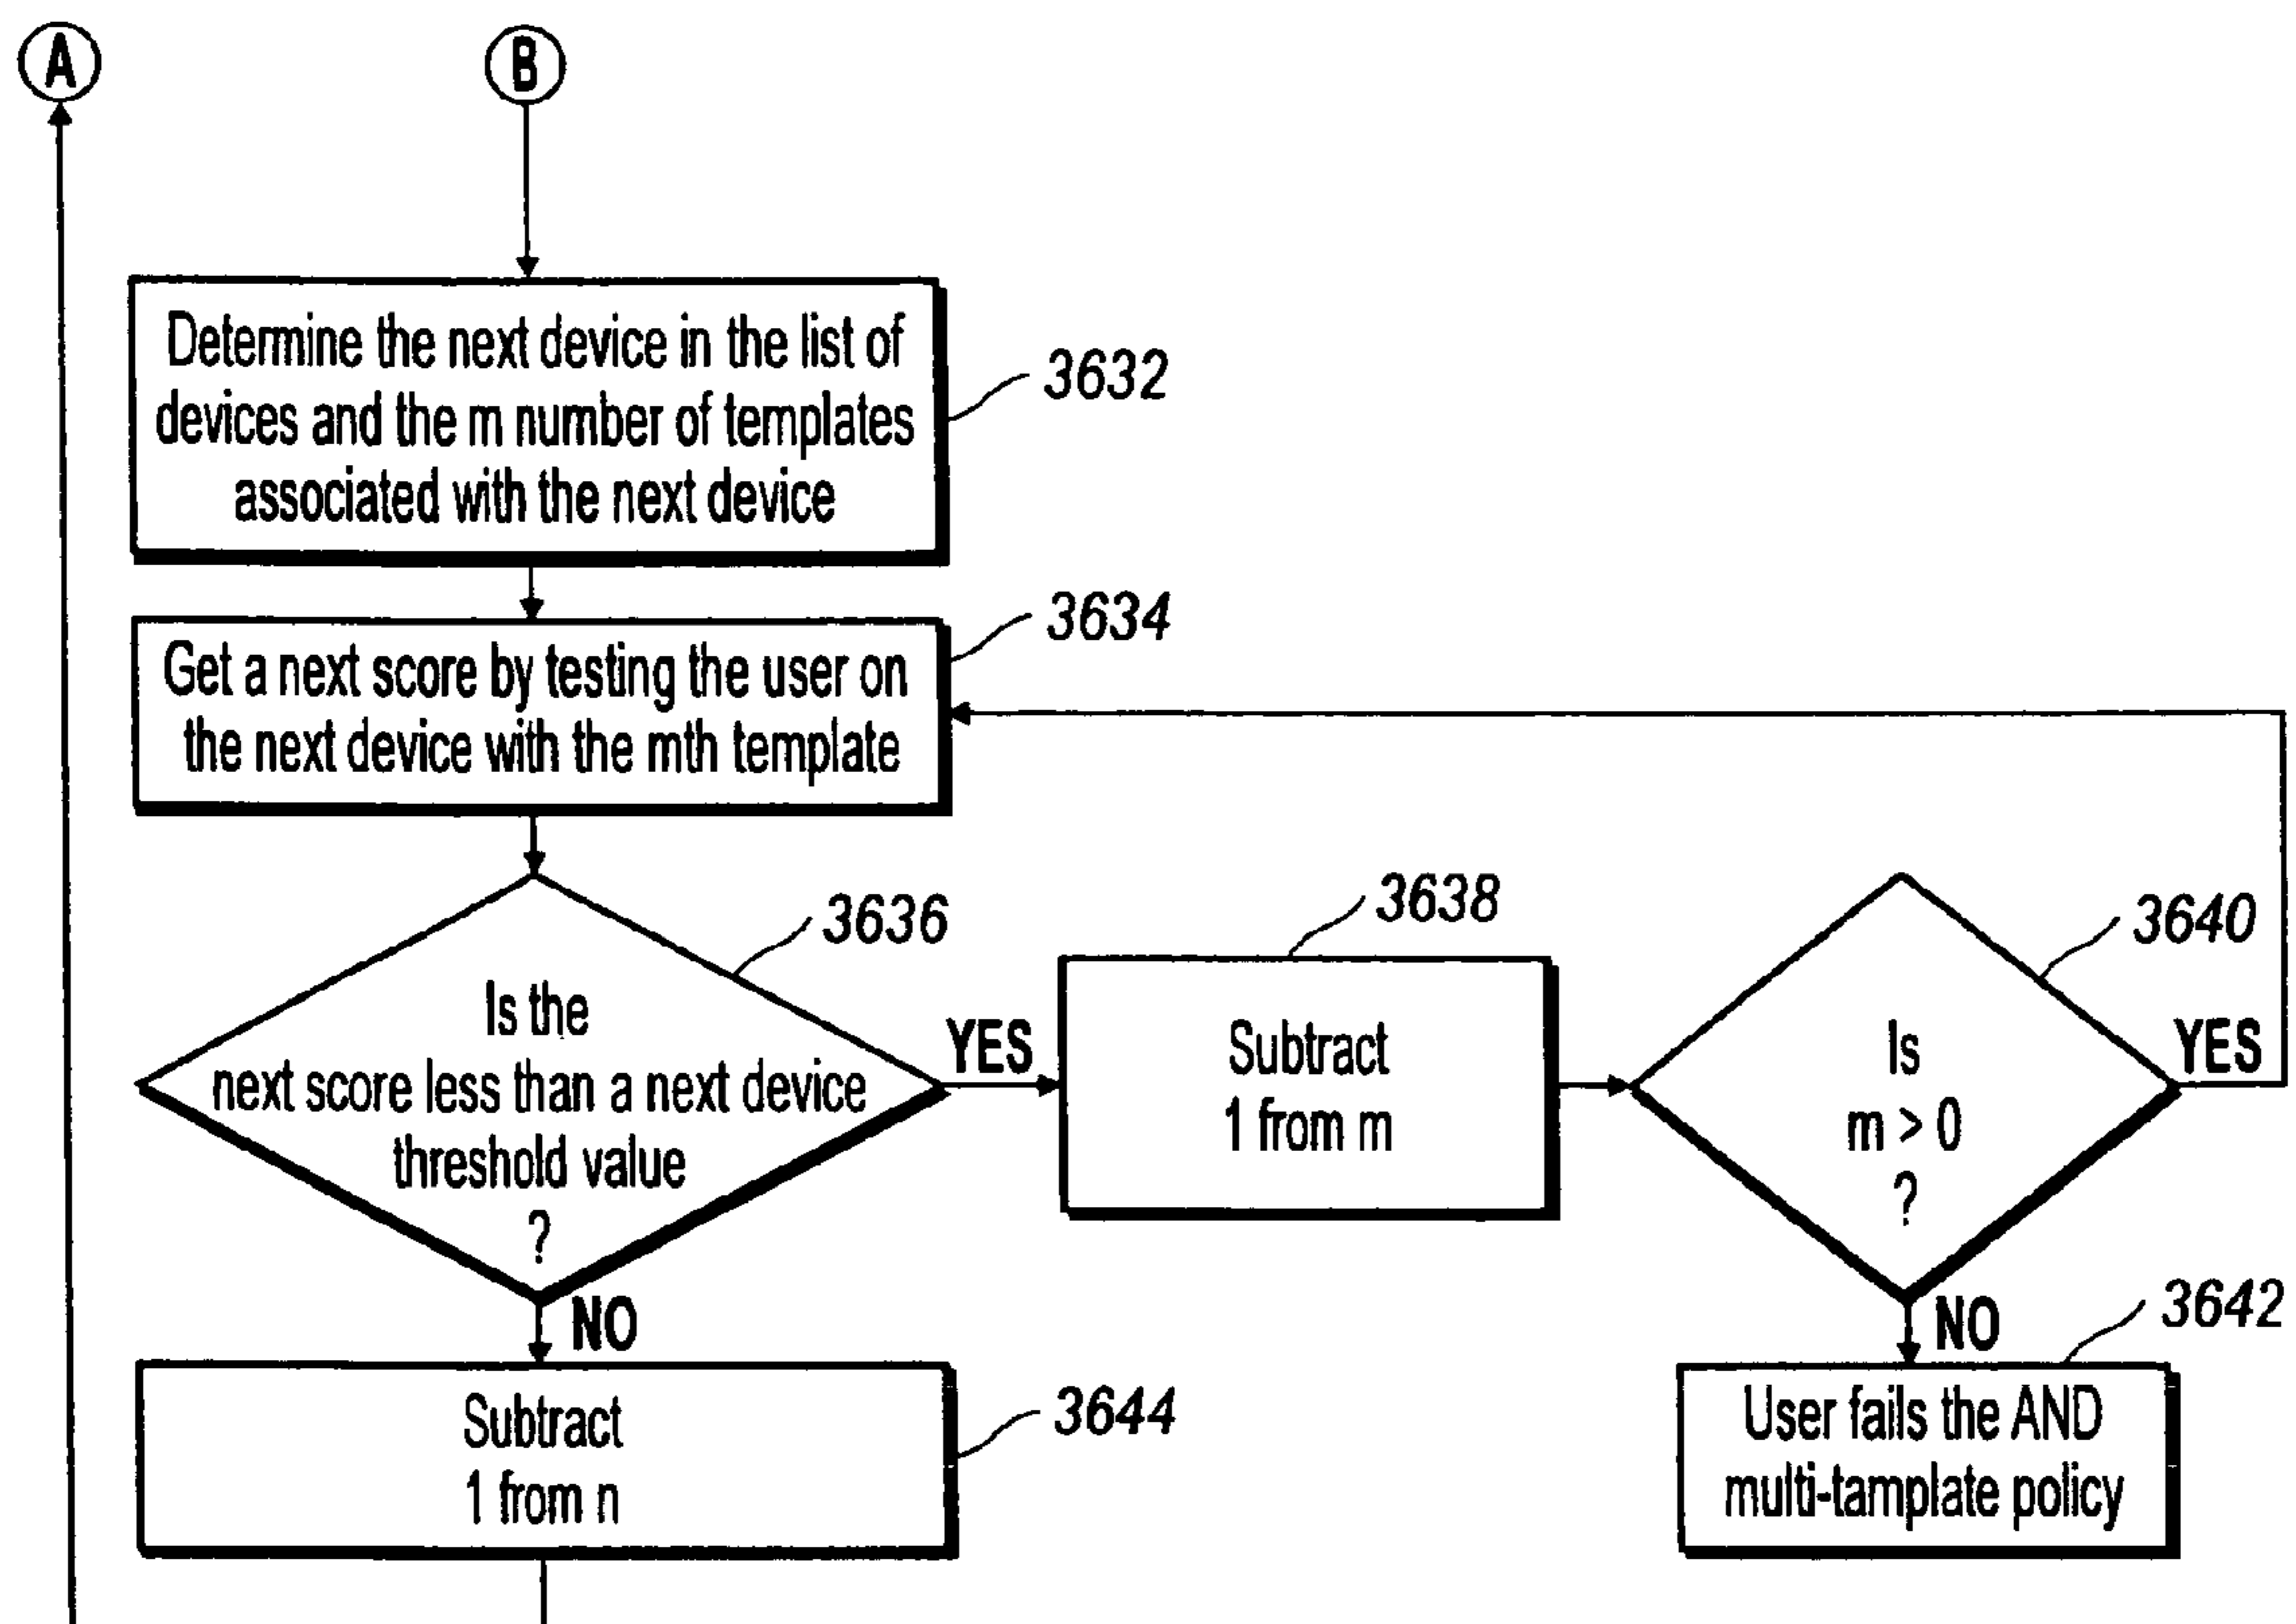 A
B
Determine the next device in the list of
devices and the m number of templates
associated with the next device
3632
Get a next score by testing the user on
the next device with the mth template
3634
Is the
next score less than a next device
threshold value
?
3636
YES
Subtract
1 from m
3638
Is
m > 0
?
3640
YES
NO
NO
Subtract
1 from n
3644
User fails the AND
multi-tamplate policy
3642